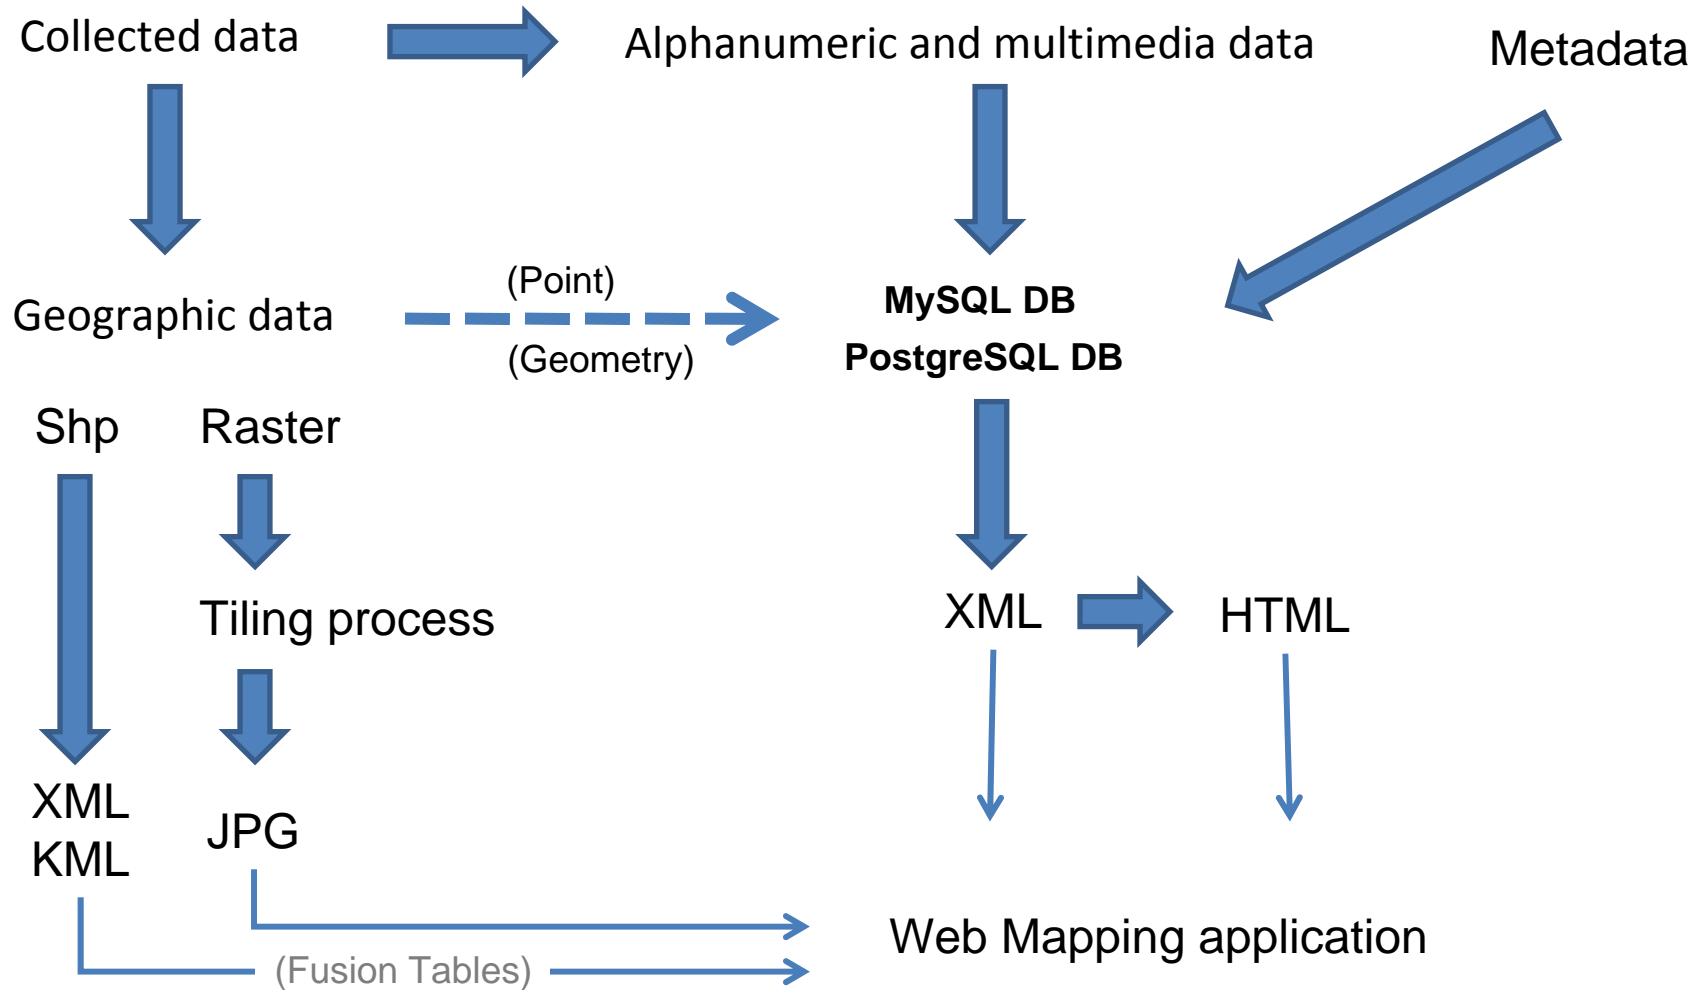 Collected data
Alphanumeric and multimedia data
Metadata
Geographic data
(Point)
(Geometry)
MySQL DB
PostgreSQL DB
Shp
Raster
Tiling process
XML
HTML
XML
KML
JPG
Web Mapping application
(Fusion Tables)